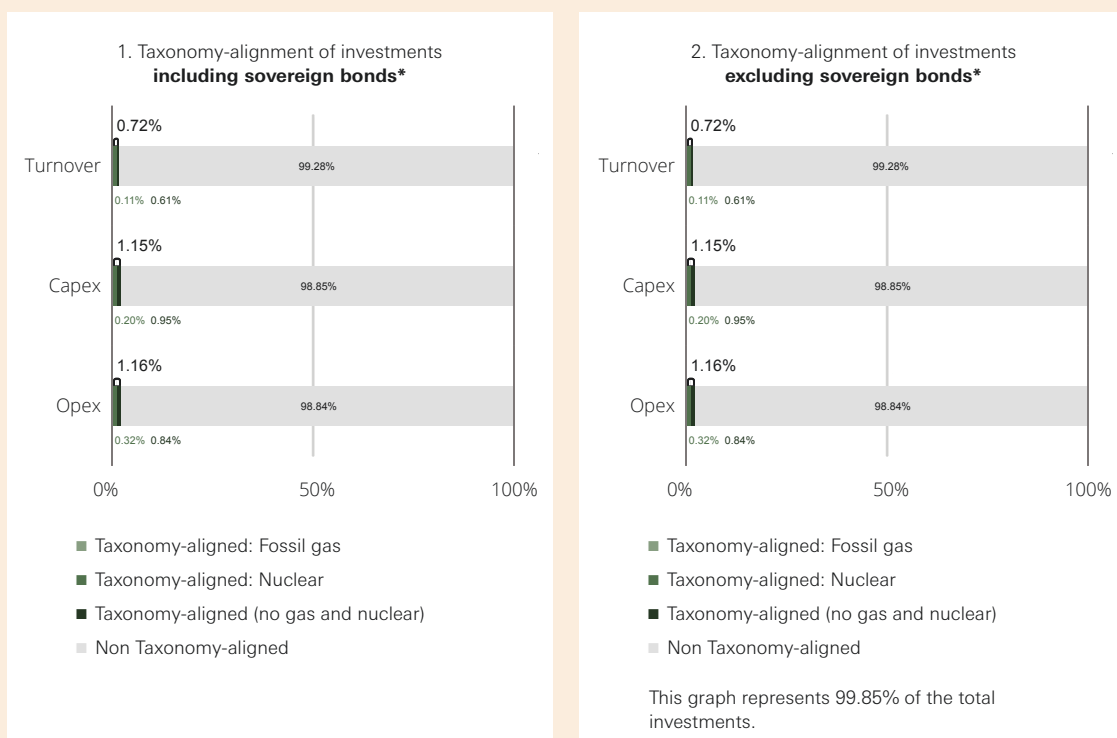 1. Taxonomy-alignment of investments
including sovereign bonds*
0.72%
Turnover
99.28%
0.11% 0.61%
1.15%
Capex
98.85%
0.20% 0.95%
1.16%
Opex
98.84%
0.32% 0.84%
0% 50% 100%
Taxonomy-aligned: Fossil gas
Taxonomy-aligned: Nuclear
Taxonomy-aligned (no gas and nuclear)
Non Taxonomy-aligned
2. Taxonomy-alignment of investments
excluding sovereign bonds*
0.72%
Turnover
99.28%
0.11% 0.61%
1.15%
Capex
98.85%
0.20% 0.95%
1.16%
Opex
98.84%
0.32% 0.84%
0% 50% 100%
Taxonomy-aligned: Fossil gas
Taxonomy-aligned: Nuclear
Taxonomy-aligned (no gas and nuclear)
Non Taxonomy-aligned
This graph represents 99.85% of the total
investments.